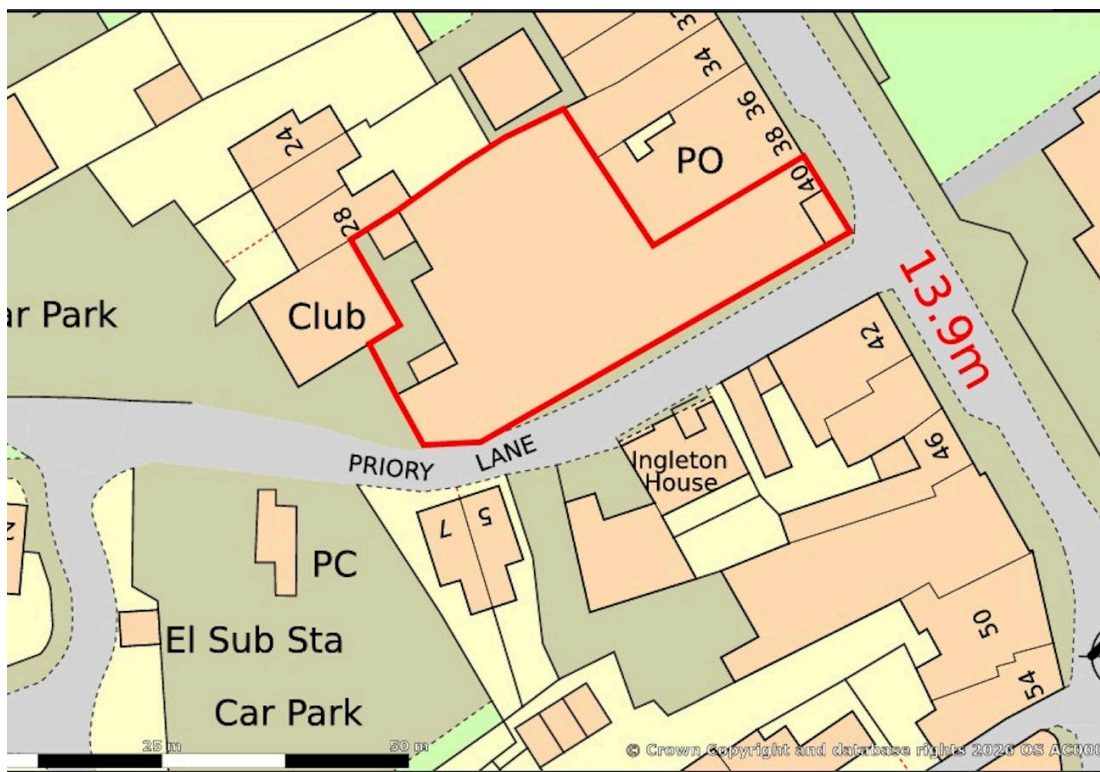 24
28
34
36
38
PO
40
Club
ar Park
13.9m
42
46
PRIORY LANE
Ingleton
House
7
5
PC
El Sub Sta
Car Park
50
54
25 m
50 m
© Crown Copyright and database rights 2026 OS